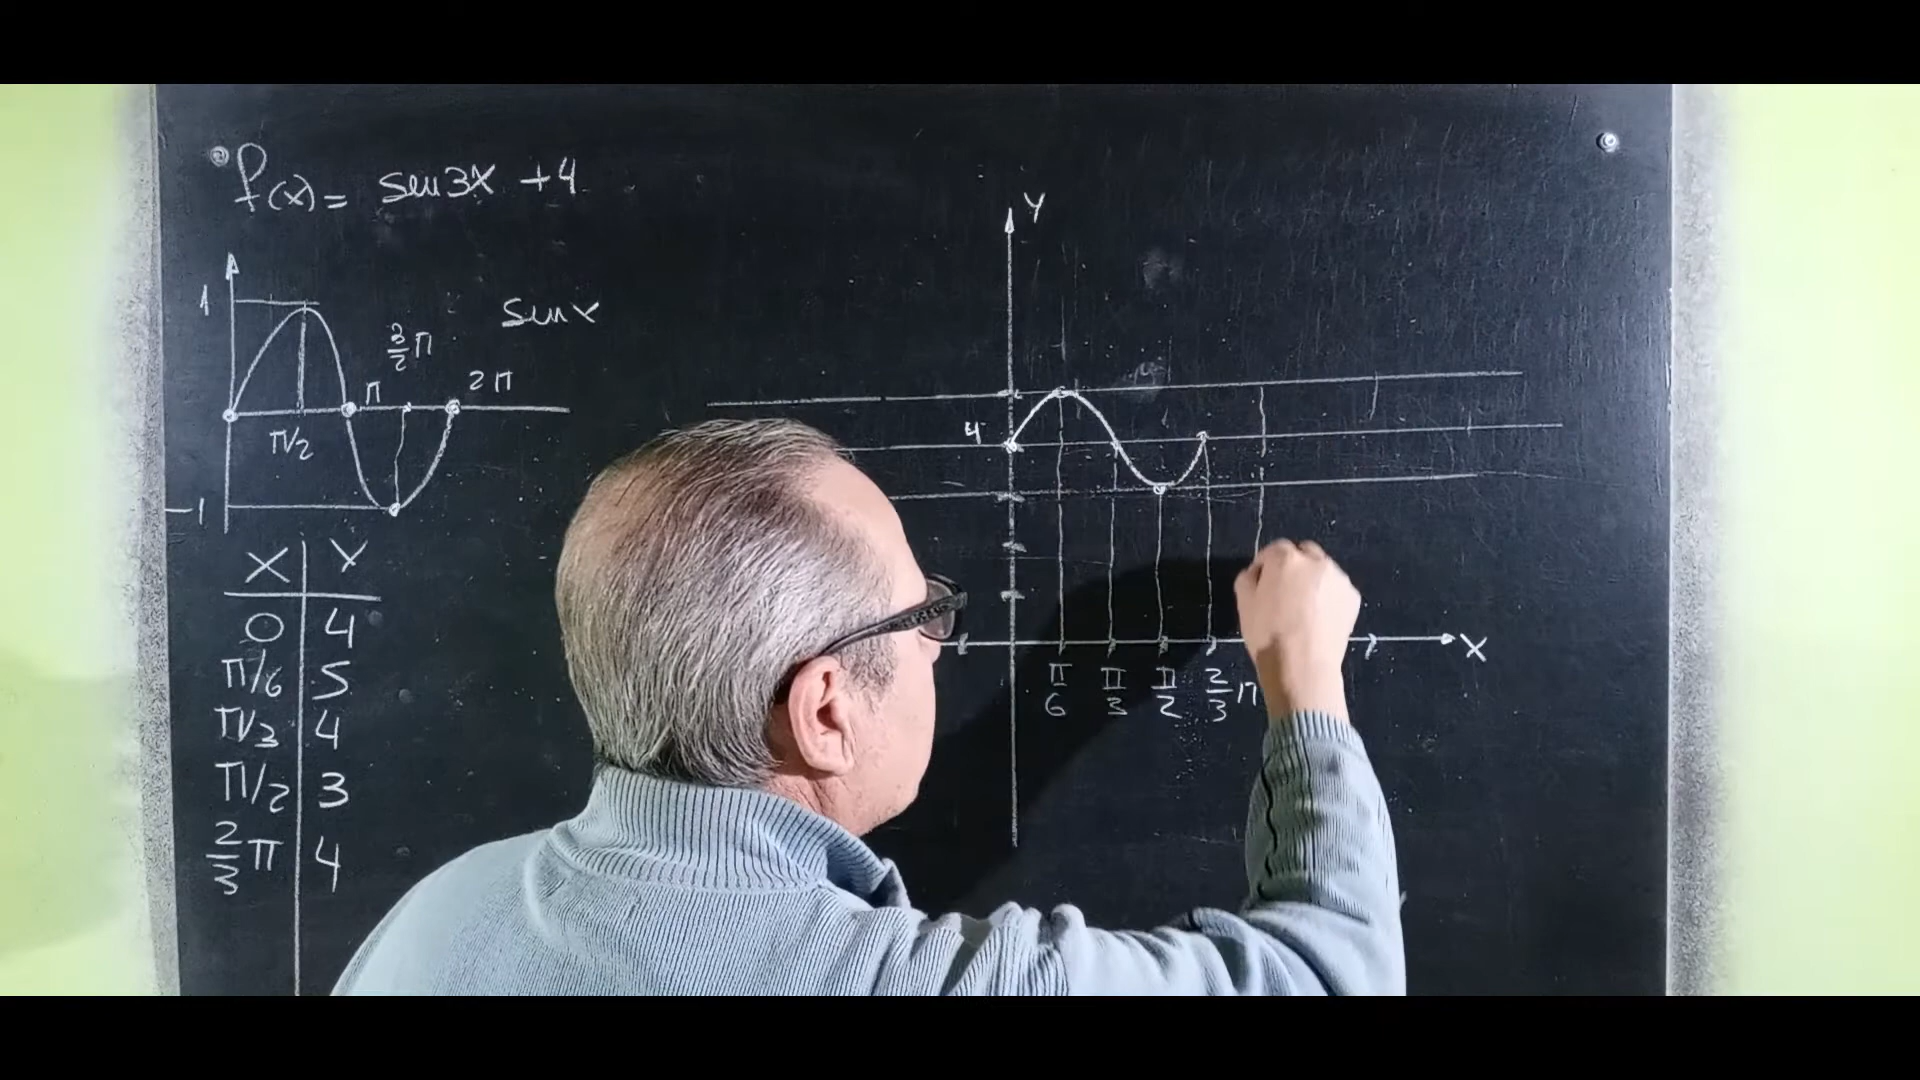 f(x) = sen3x +4
1
senx
3/2 π
π
2π
π/2
-1
X Y
0 4
π/6 5
π/3 4
π/2 3
2/3 π 4
Y
4
X
π/6 π/3 π/2 2/3 π